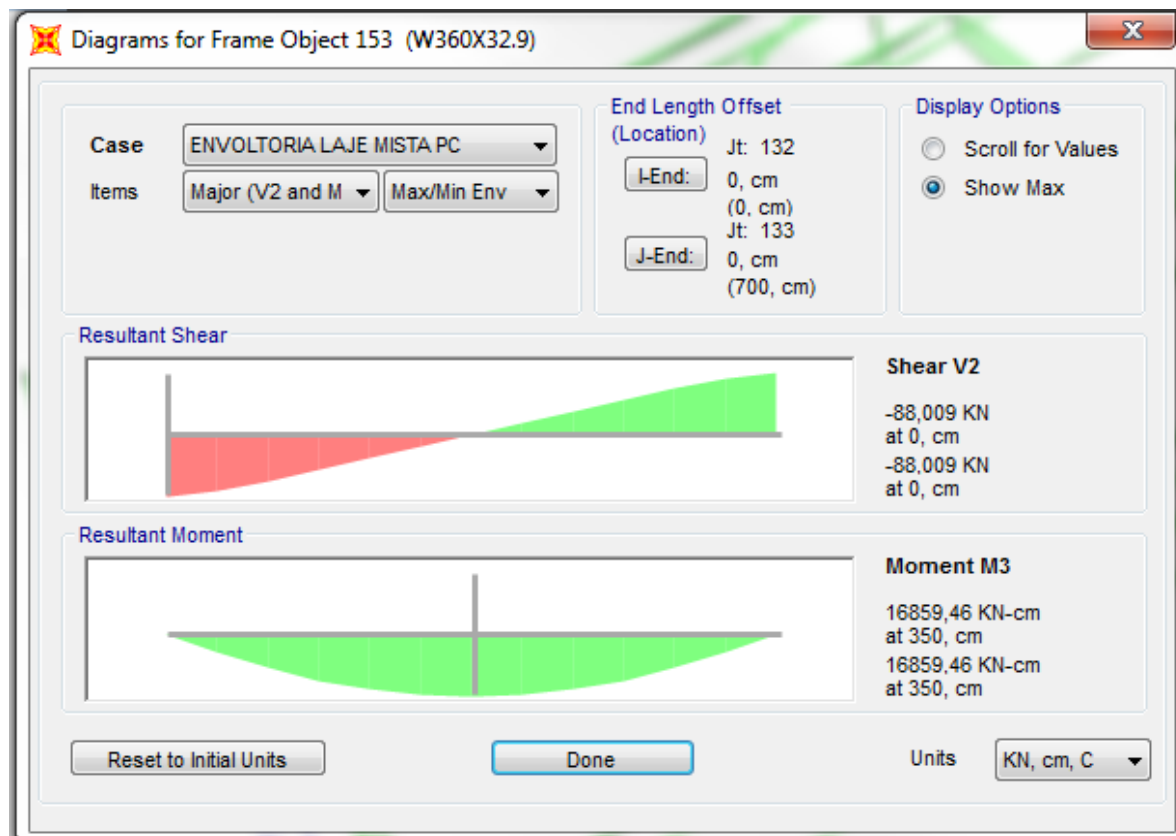 Diagrams for Frame Object 153 (W360X32.9)
X
Case
ENVOLTORIA LAJE MISTA PC
Items
Major (V2 and M
Max/Min Env
End Length Offset
(Location)
I-End:
Jt: 132
0, cm
(0, cm)
J-End:
Jt: 133
0, cm
(700, cm)
Display Options
Scroll for Values
Show Max
Resultant Shear
Shear V2
-88,009 KN
at 0, cm
-88,009 KN
at 0, cm
Resultant Moment
Moment M3
16859,46 KN-cm
at 350, cm
16859,46 KN-cm
at 350, cm
Reset to Initial Units
Done
Units
KN, cm, C